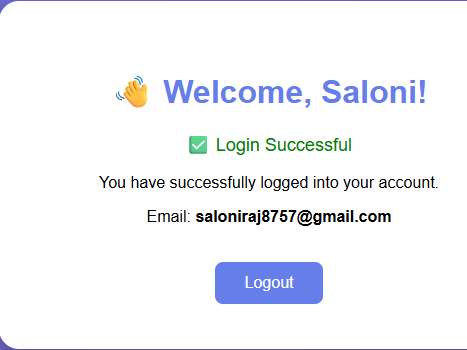 👋 Welcome, Saloni!
✅ Login Successful
You have successfully logged into your account.
Email: saloniraj8757@gmail.com
Logout